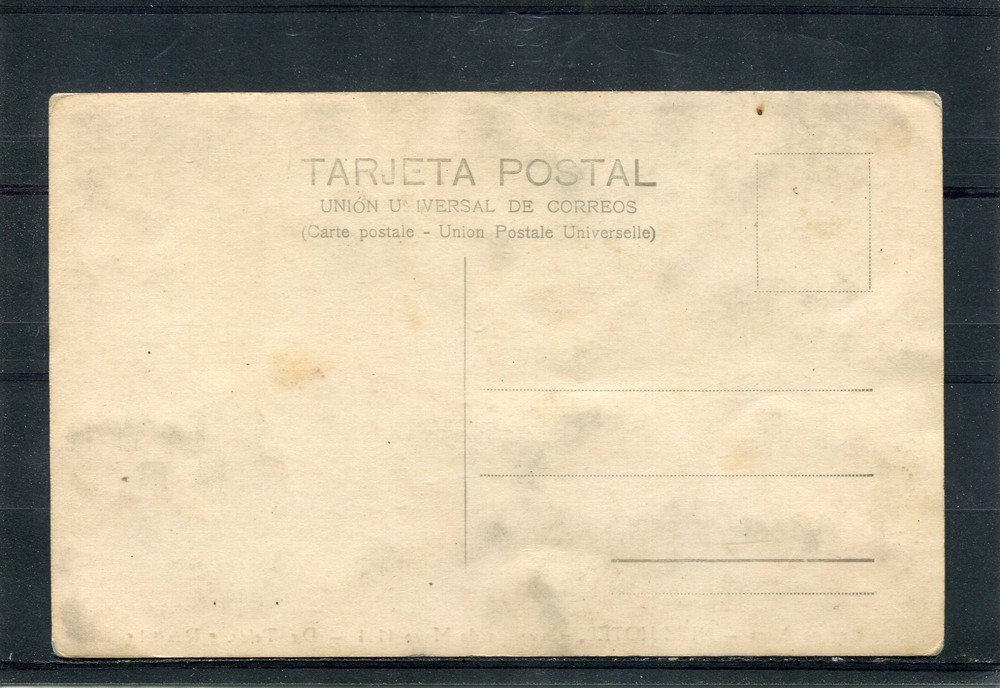 TARJETA POSTAL
UNIÓN U IVERSAL DE CORREOS
(Carte postale - Union Postale Universelle)